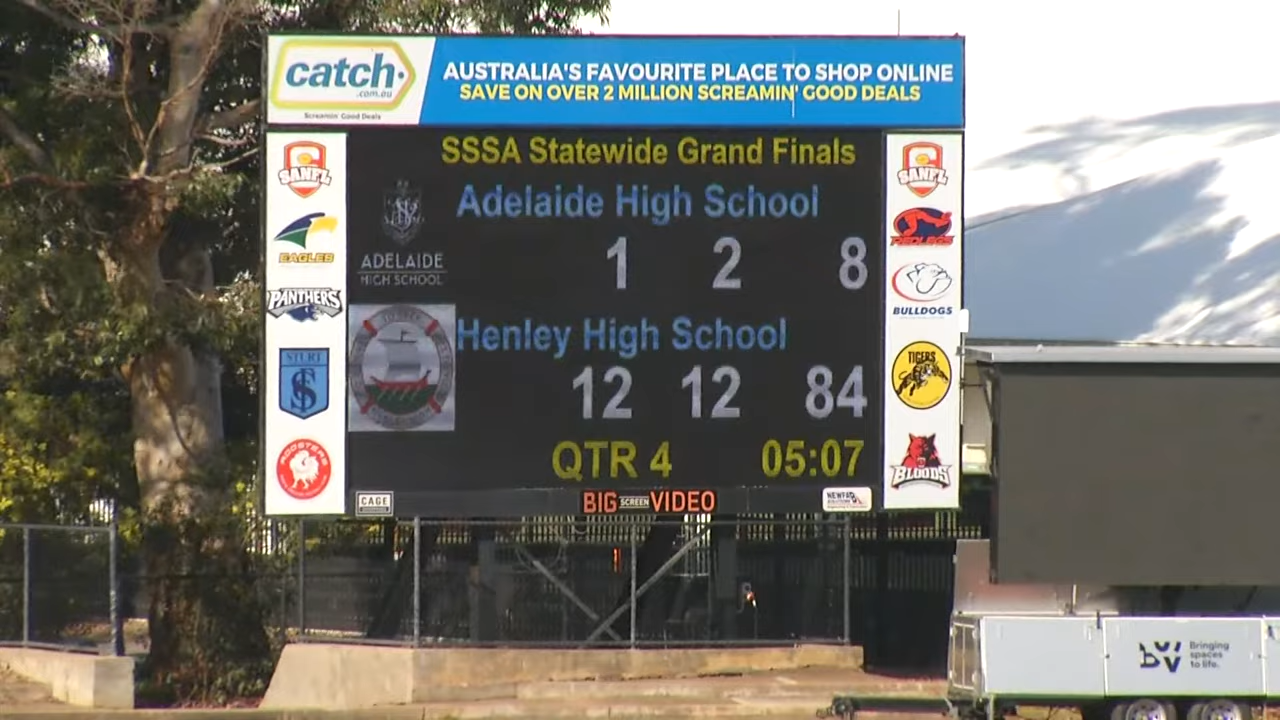 catch.com.au
Screamin' Good Deals
AUSTRALIA'S FAVOURITE PLACE TO SHOP ONLINE
SAVE ON OVER 2 MILLION SCREAMIN' GOOD DEALS
SANFL
EAGLES
PANTHERS
STURT
ROOSTERS
SSSA Statewide Grand Finals
ADELAIDE
HIGH SCHOOL
Adelaide High School
1 2 8
Henley High School
12 12 84
QTR 4 05:07
SANFL
REDLEGS
BULLDOGS
TIGERS
BLOODS
CAGE
BIG SCREEN VIDEO
Bringing
spaces
to life.